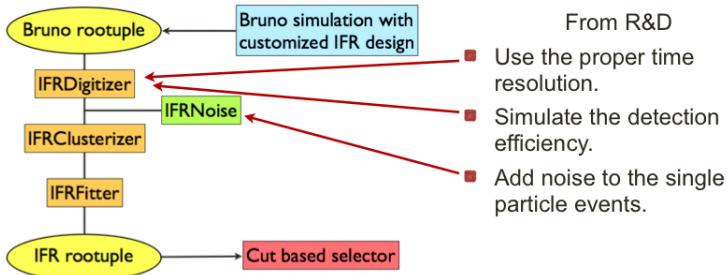 Bruno rootuple
Bruno simulation with
customized IFR design
IFRDigitizer
IFRNoise
IFRClusterizer
IFRFitter
IFR rootuple
Cut based selector
From R&D
Use the proper time
resolution.
Simulate the detection
efficiency.
Add noise to the single
particle events.